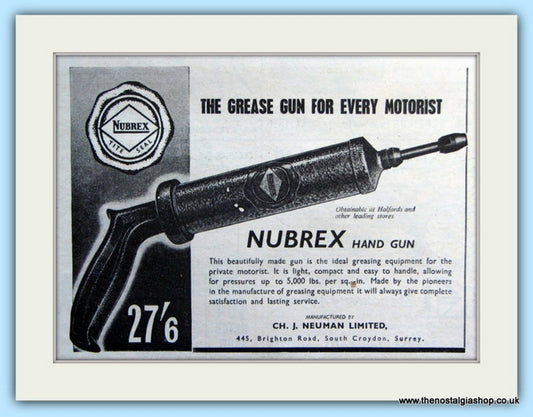 THE GREASE GUN FOR EVERY MOTORIST
NUBREX
TITE SEAL
NUBREX
Obtainable at Halfords and
other leading stores
NUBREX HAND GUN
This beautifully made gun is the ideal greasing equipment for the
private motorist. It is light, compact and easy to handle, allowing
for pressures up to 5,000 lbs. per sq. in. Made by the pioneers
in the manufacture of greasing equipment it will always give complete
satisfaction and lasting service.
27'6
MANUFACTURED BY
CH. J. NEUMAN LIMITED,
445, Brighton Road, South Croydon, Surrey.
www.thenostalgiashop.co.uk